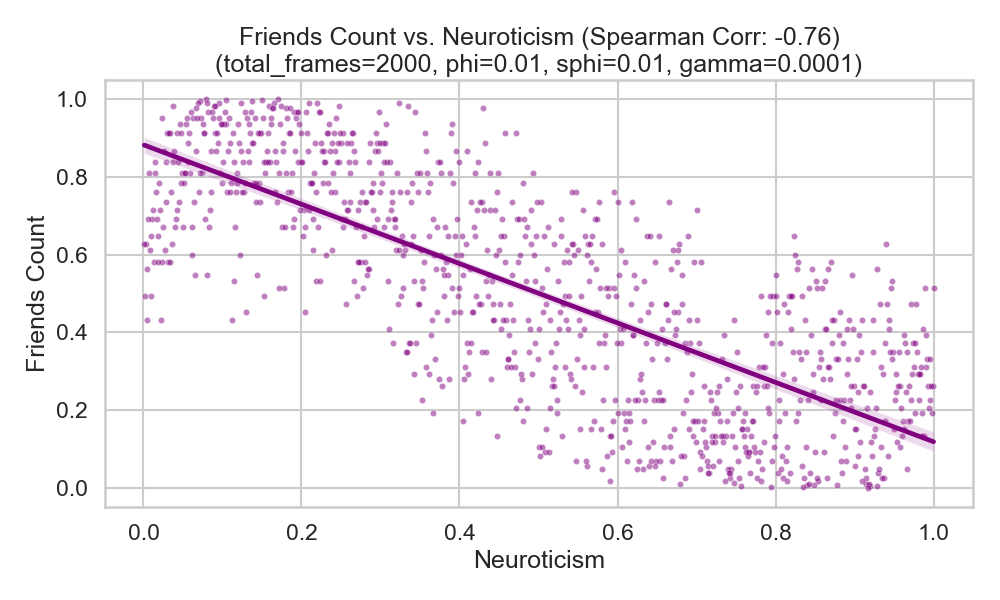 Friends Count vs. Neuroticism (Spearman Corr: -0.76)
(total_frames=2000, phi=0.01, sphi=0.01, gamma=0.0001)
Friends Count
1.0
0.8
0.6
0.4
0.2
0.0
0.0 0.2 0.4 0.6 0.8 1.0
Neuroticism